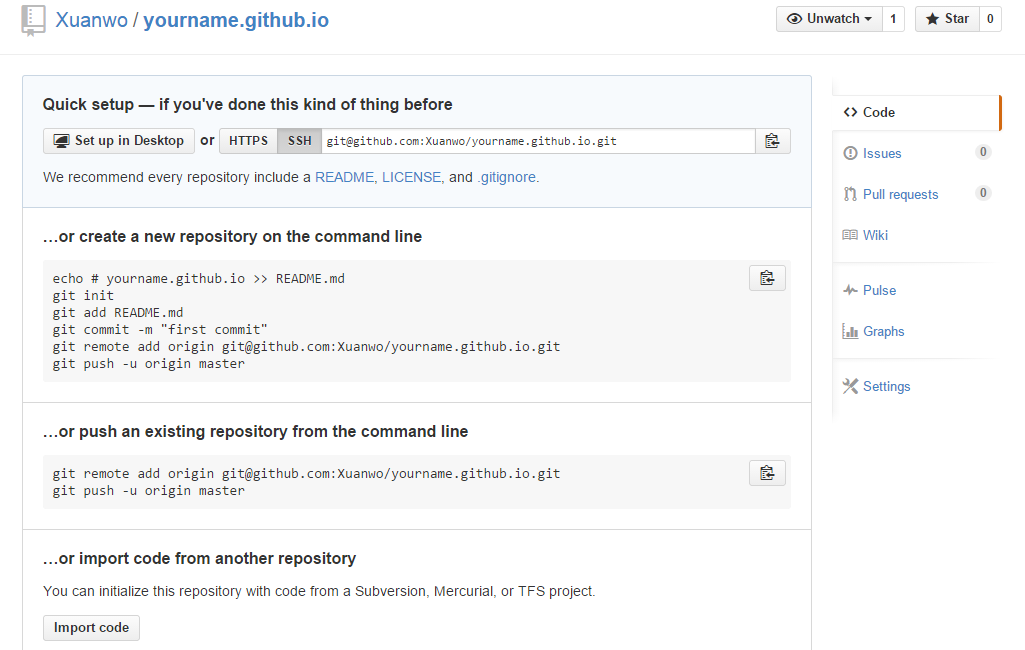 Xuanwo / yourname.github.io
Unwatch 1
Star 0
Quick setup — if you've done this kind of thing before
Set up in Desktop or HTTPS SSH git@github.com:Xuanwo/yourname.github.io.git
We recommend every repository include a README, LICENSE, and .gitignore.
…or create a new repository on the command line
echo # yourname.github.io >> README.md
git init
git add README.md
git commit -m "first commit"
git remote add origin git@github.com:Xuanwo/yourname.github.io.git
git push -u origin master
…or push an existing repository from the command line
git remote add origin git@github.com:Xuanwo/yourname.github.io.git
git push -u origin master
…or import code from another repository
You can initialize this repository with code from a Subversion, Mercurial, or TFS project.
Import code
Code
Issues 0
Pull requests 0
Wiki
Pulse
Graphs
Settings